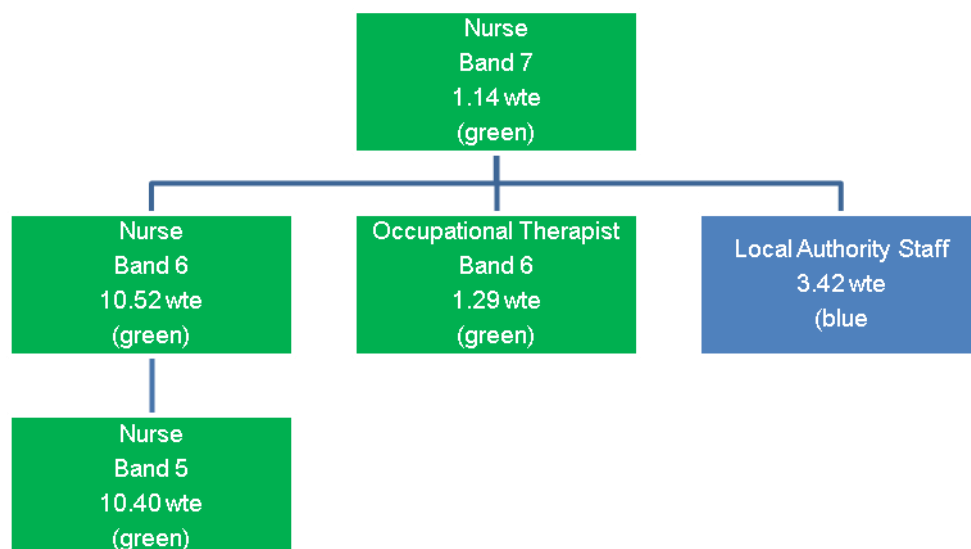 Nurse
Band 7
1.14 wte
(green)
Nurse
Band 6
10.52 wte
(green)
Occupational Therapist
Band 6
1.29 wte
(green)
Local Authority Staff
3.42 wte
(blue
Nurse
Band 5
10.40 wte
(green)